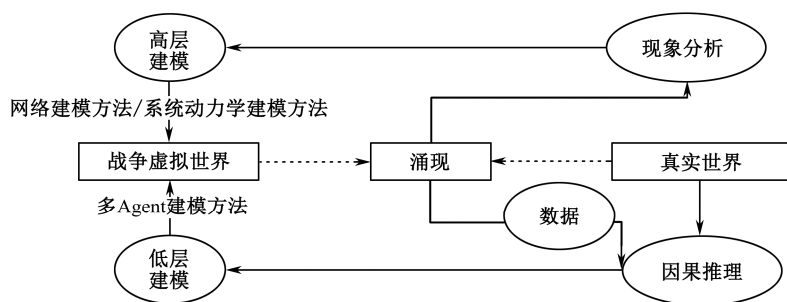 高层
建模
现象分析
网络建模方法/系统动力学建模方法
战争虚拟世界
涌现
真实世界
多Agent建模方法
数据
低层
建模
因果推理